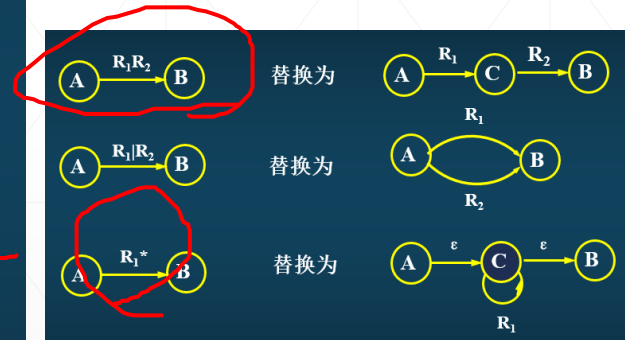 A R₁R₂ B 替换为 A R₁ C R₂ B
A R₁|R₂ B 替换为 A R₁ B
R₂
A R₁* B 替换为 A ε C ε B
R₁